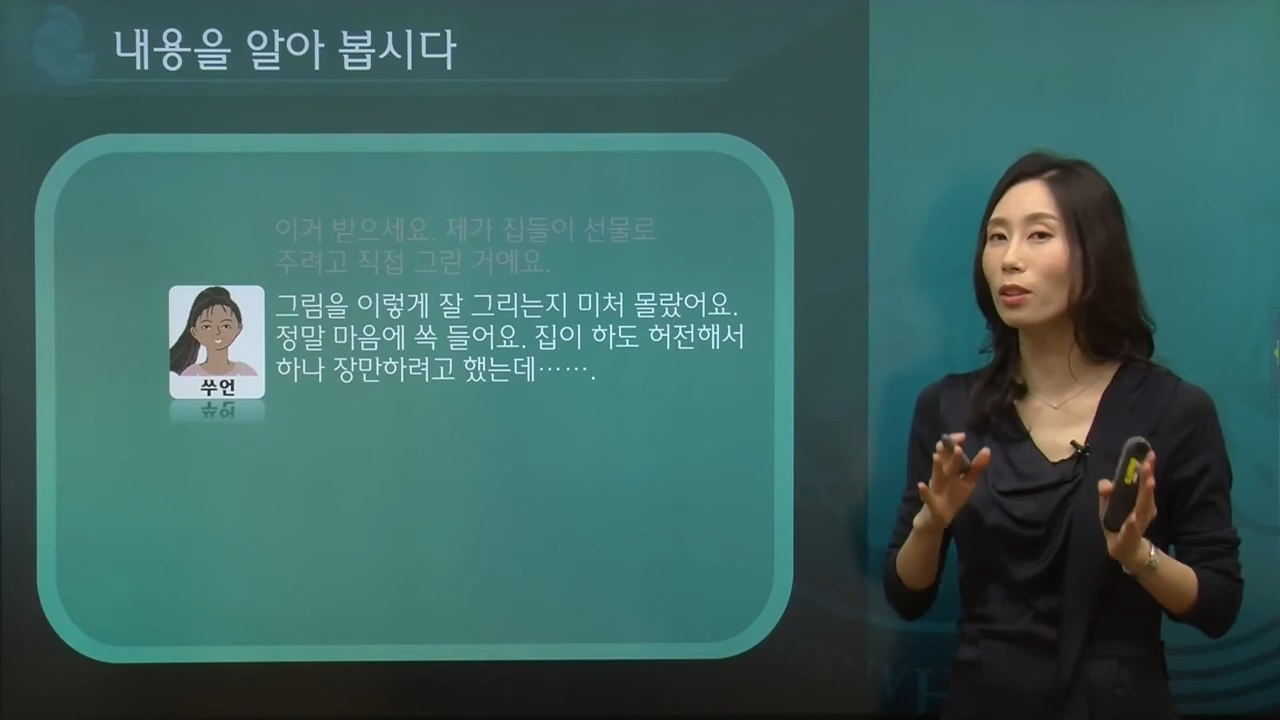 내용을 알아 봅시다
이거 받으세요. 제가 집들이 선물로
주려고 직접 그린 거예요.
그림을 이렇게 잘 그리는지 미처 몰랐어요.
정말 마음에 쏙 들어요. 집이 하도 허전해서
하나 장만하려고 했는데…….
쑤언